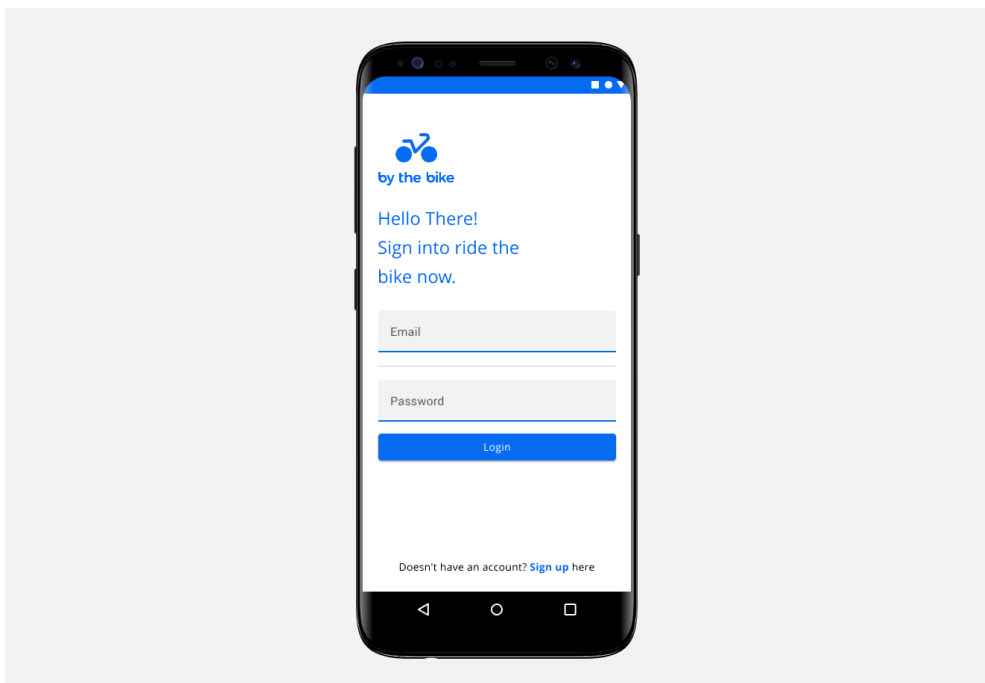 by the bike
Hello There!
Sign into ride the
bike now.
Email
Password
Login
Doesn't have an account? Sign up here